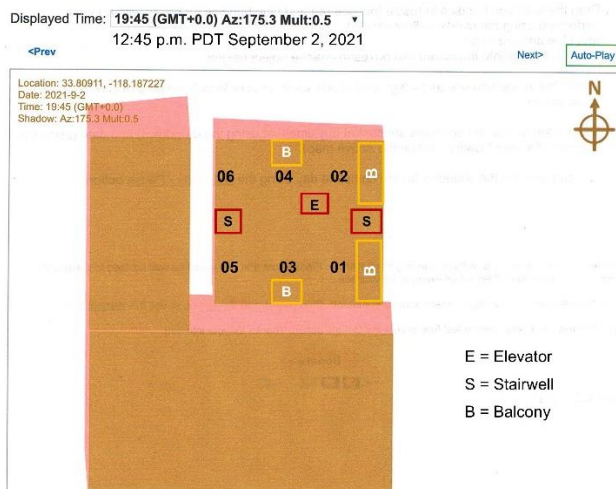 Displayed Time: 19:45 (GMT+0.0) Az:175.3 Mult:0.5
12:45 p.m. PDT September 2, 2021
<Prev
Next>
Auto-Play
Location: 33.80911, -118.187227
Date: 2021-9-2
Time: 19:45 (GMT+0.0)
Shadow: Az:175.3 Mult:0.5
N
B
B
06 04 02
E
S S
05 03 01
B
B
E = Elevator
S = Stairwell
B = Balcony